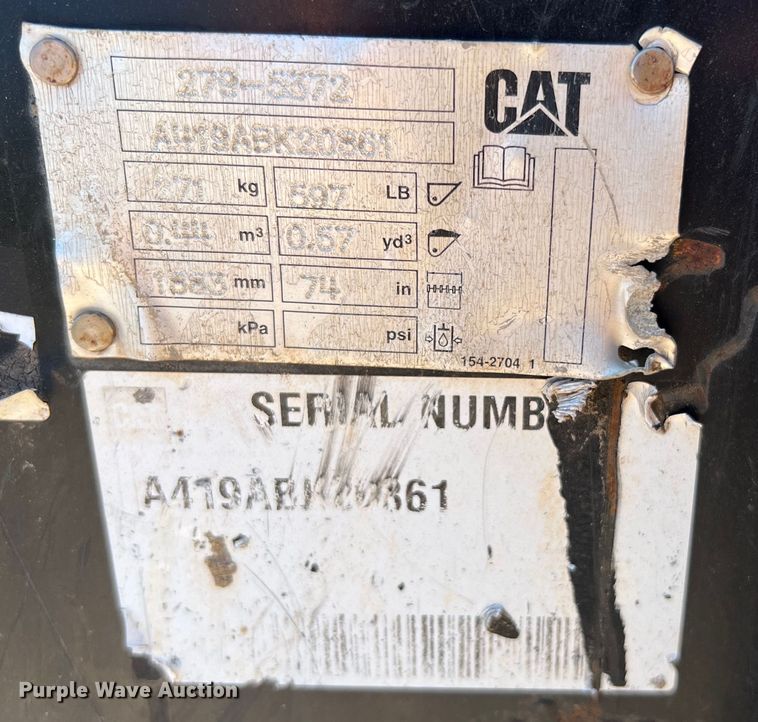 CAT
279-5372
A419ABK20861
271 kg 597 LB
0.44 m³ 0.57 yd³
1883 mm 74 in
kPa psi
154-2704 1
SERIAL NUMB
A419ABK20861
Purple Wave Auction